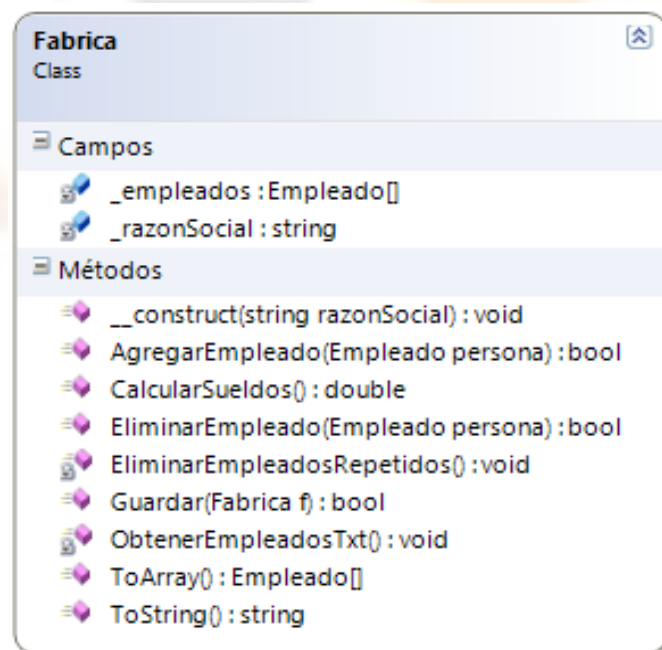 Fabrica
Class
Campos
_empleados : Empleado[]
_razonSocial : string
Métodos
__construct(string razonSocial) : void
AgregarEmpleado(Empleado persona) : bool
CalcularSueldos() : double
EliminarEmpleado(Empleado persona) : bool
EliminarEmpleadosRepetidos() : void
Guardar(Fabrica f) : bool
ObtenerEmpleadosTxt() : void
ToArray() : Empleado[]
ToString() : string